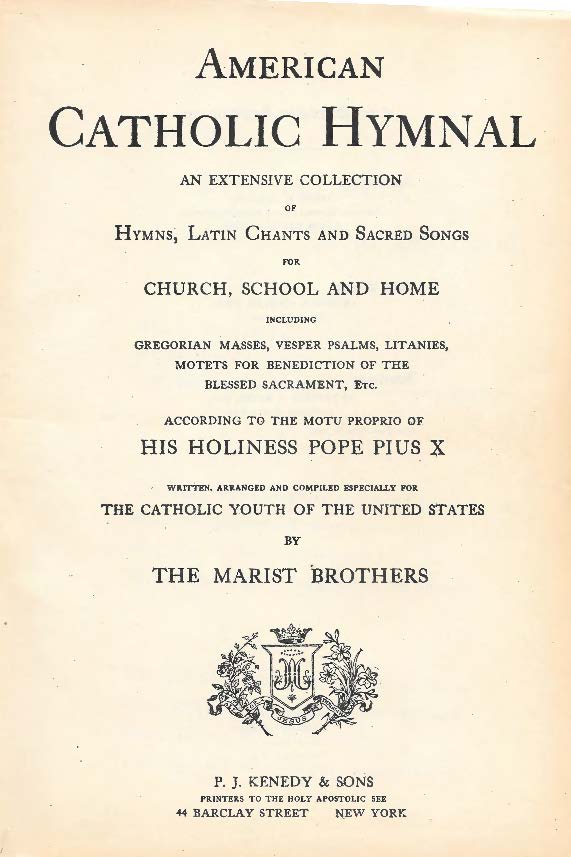 AMERICAN
CATHOLIC HYMNAL
AN EXTENSIVE COLLECTION
OF
HYMNS, LATIN CHANTS AND SACRED SONGS
FOR
CHURCH, SCHOOL AND HOME
INCLUDING
GREGORIAN MASSES, VESPER PSALMS, LITANIES,
MOTETS FOR BENEDICTION OF THE
BLESSED SACRAMENT, ETC.
ACCORDING TO THE MOTU PROPRIO OF
HIS HOLINESS POPE PIUS X
WRITTEN, ARRANGED AND COMPILED ESPECIALLY FOR
THE CATHOLIC YOUTH OF THE UNITED STATES
BY
THE MARIST BROTHERS
JESUS
P. J. KENEDY & SONS
PRINTERS TO THE HOLY APOSTOLIC SEE
44 BARCLAY STREET NEW YORK